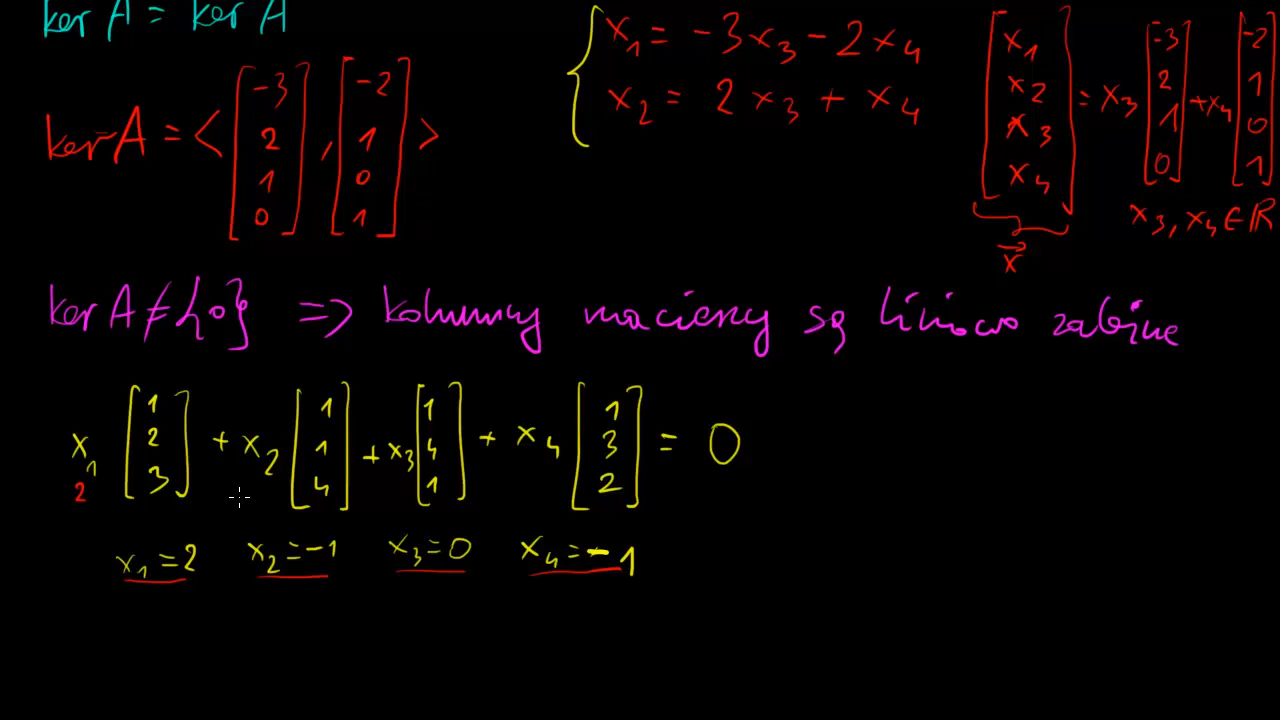 ker A = ker A
x₁ = -3x₃ - 2x₄
x₂ = 2x₃ + x₄
[x₁ x₂ x₃ x₄] = x₃ [-3 2 1 0] + x₄ [-2 1 0 1]
x⃗
x₃, x₄ ∈ ℝ
ker A = < [-3 2 1 0] , [-2 1 0 1] >
ker A ≠ {0} => kolumny macierzy są liniowo zależne
x₁ [1 2 3] + x₂ [1 1 4] + x₃ [1 4 1] + x₄ [1 3 2] = 0
2
x₁ = 2 x₂ = -1 x₃ = 0 x₄ = -1